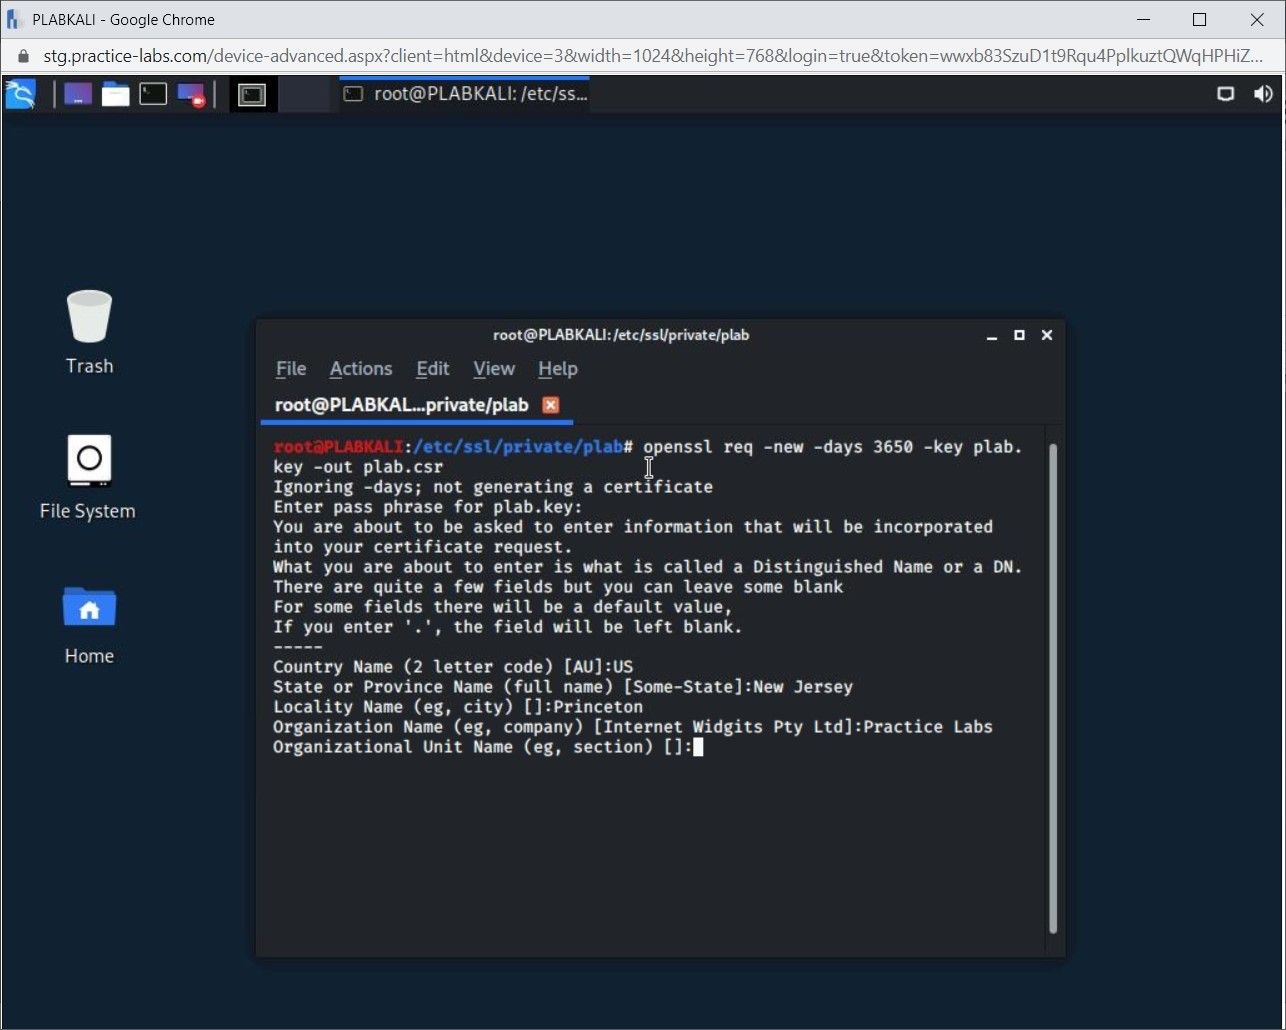 PLABKALI - Google Chrome
stg.practice-labs.com/device-advanced.aspx?client=html&device=3&width=1024&height=768&login=true&token=wwxb83SzuD1t9Rqu4PplkuztQWqHPHiZ...
root@PLABKALI: /etc/ss...
Trash
File System
Home
root@PLABKALI:/etc/ssl/private/plab
File Actions Edit View Help
root@PLABKAL...private/plab
root@PLABKALI:/etc/ssl/private/plab# openssl req -new -days 3650 -key plab.
key -out plab.csr
Ignoring -days; not generating a certificate
Enter pass phrase for plab.key:
You are about to be asked to enter information that will be incorporated
into your certificate request.
What you are about to enter is what is called a Distinguished Name or a DN.
There are quite a few fields but you can leave some blank
For some fields there will be a default value,
If you enter '.', the field will be left blank.
-----
Country Name (2 letter code) [AU]:US
State or Province Name (full name) [Some-State]:New Jersey
Locality Name (eg, city) []:Princeton
Organization Name (eg, company) [Internet Widgits Pty Ltd]:Practice Labs
Organizational Unit Name (eg, section) []: